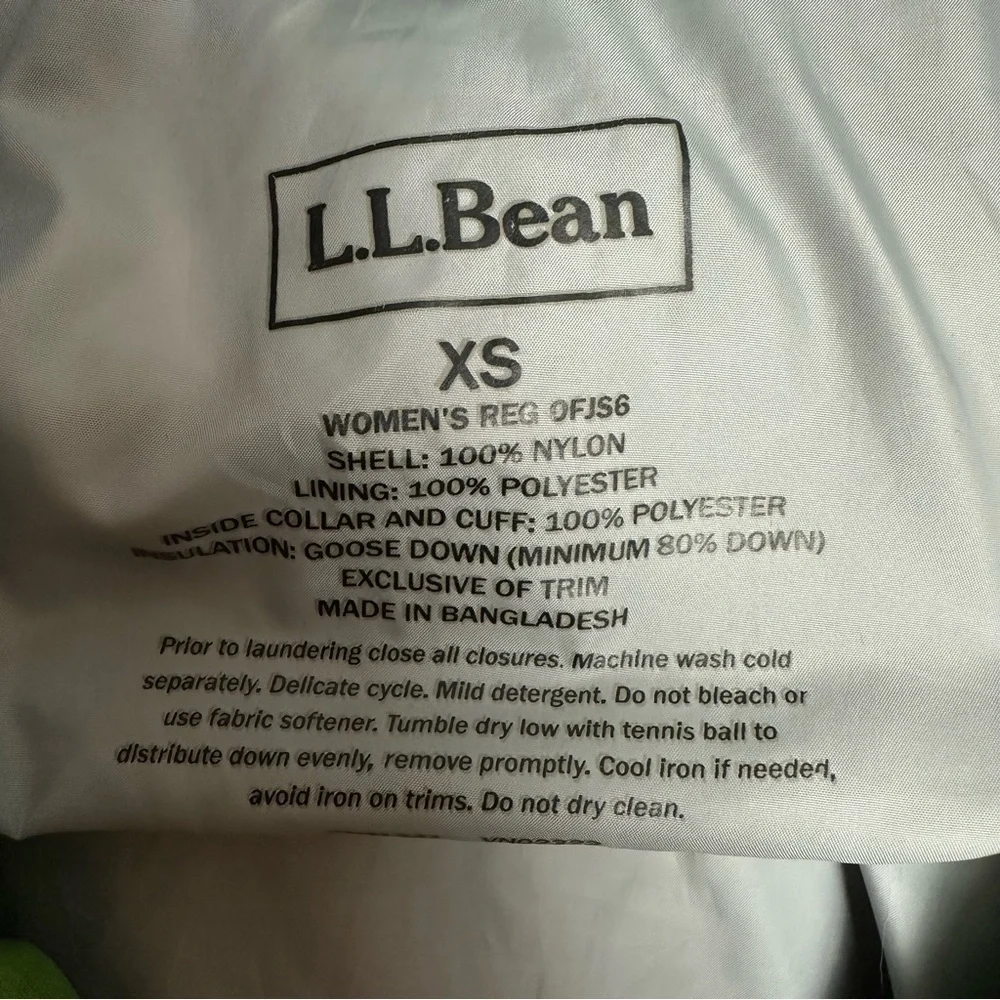 L.L.Bean
XS
WOMEN'S REG 0FJS6
SHELL: 100% NYLON
LINING: 100% POLYESTER
INSIDE COLLAR AND CUFF: 100% POLYESTER
INSULATION: GOOSE DOWN (MINIMUM 80% DOWN)
EXCLUSIVE OF TRIM
MADE IN BANGLADESH
Prior to laundering close all closures. Machine wash cold
separately. Delicate cycle. Mild detergent. Do not bleach or
use fabric softener. Tumble dry low with tennis ball to
distribute down evenly, remove promptly. Cool iron if needed,
avoid iron on trims. Do not dry clean.